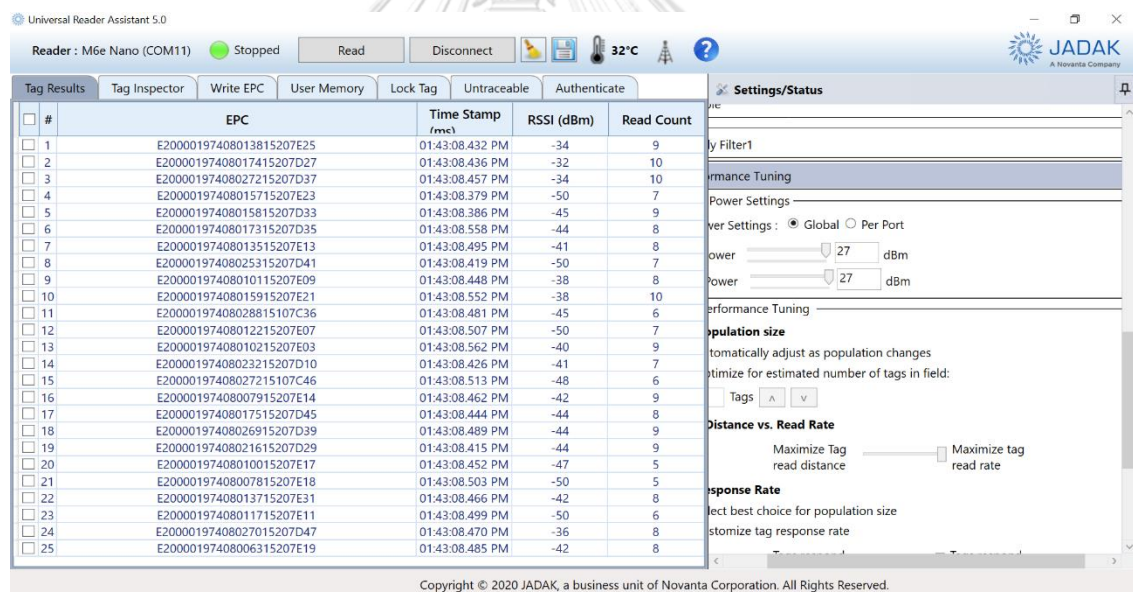 Universal Reader Assistant 5.0
Reader : M6e Nano (COM11) Stopped Read Disconnect 32°C ? JADAK
A Novanta Company
Tag Results Tag Inspector Write EPC User Memory Lock Tag Untraceable Authenticate
# EPC Time Stamp (ms) RSSI (dBm) Read Count
1 E20000197408013815207E25 01:43:08.432 PM -34 9
2 E20000197408017415207D27 01:43:08.436 PM -32 10
3 E20000197408027215207D37 01:43:08.457 PM -34 10
4 E20000197408015715207E23 01:43:08.379 PM -50 7
5 E20000197408015815207D33 01:43:08.386 PM -45 9
6 E20000197408017315207D35 01:43:08.558 PM -44 8
7 E20000197408013515207E13 01:43:08.495 PM -41 8
8 E20000197408025315207D41 01:43:08.419 PM -50 7
9 E20000197408010115207E09 01:43:08.448 PM -38 8
10 E20000197408015915207E21 01:43:08.552 PM -38 10
11 E20000197408028815107C36 01:43:08.481 PM -45 6
12 E20000197408012215207E07 01:43:08.507 PM -50 7
13 E20000197408010215207E03 01:43:08.562 PM -40 9
14 E20000197408023215207D10 01:43:08.426 PM -41 7
15 E20000197408027215107C46 01:43:08.513 PM -48 6
16 E20000197408007915207E14 01:43:08.462 PM -42 9
17 E20000197408017515207D45 01:43:08.444 PM -44 8
18 E20000197408026915207D39 01:43:08.489 PM -44 9
19 E20000197408021615207D29 01:43:08.415 PM -44 9
20 E20000197408010015207E17 01:43:08.452 PM -47 5
21 E20000197408007815207E18 01:43:08.503 PM -50 5
22 E20000197408013715207E31 01:43:08.466 PM -42 8
23 E20000197408011715207E11 01:43:08.499 PM -50 6
24 E20000197408027015207D47 01:43:08.470 PM -36 8
25 E20000197408006315207E19 01:43:08.485 PM -42 8
Settings/Status
ly Filter1
rmance Tuning
Power Settings
ver Settings : Global Per Port
ower 27 dBm
Power 27 dBm
erformance Tuning
opulation size
tomatically adjust as population changes
timize for estimated number of tags in field:
Tags
Distance vs. Read Rate
Maximize Tag read distance Maximize tag read rate
esponse Rate
lect best choice for population size
stomize tag response rate
Copyright © 2020 JADAK, a business unit of Novanta Corporation. All Rights Reserved.